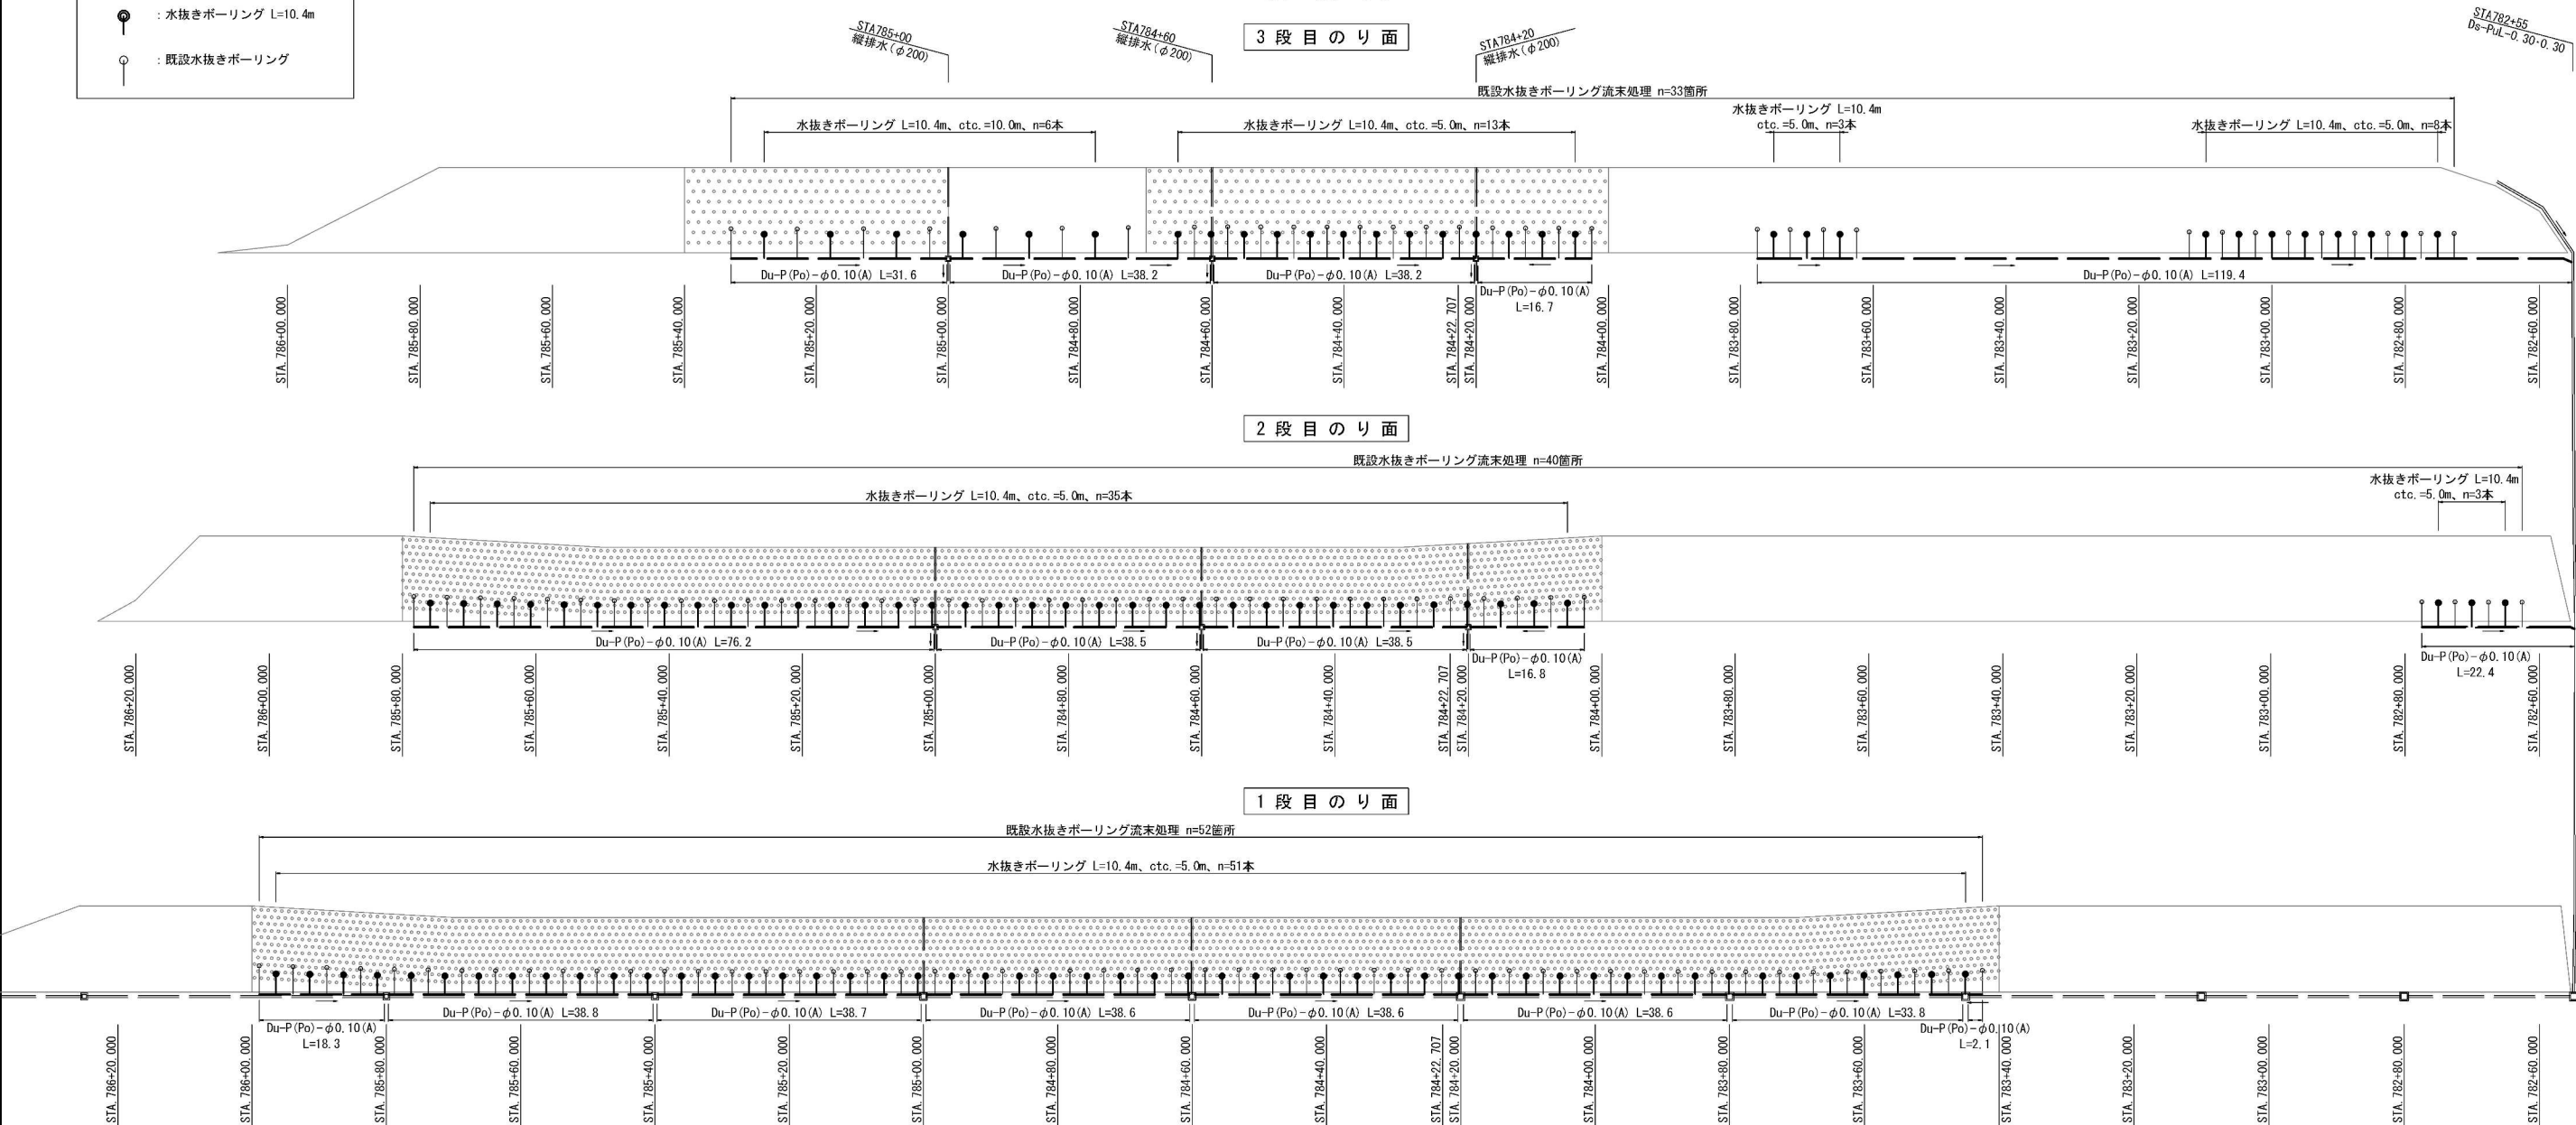 : 水抜きボーリング L=10.4m
: 既設水抜きボーリング
3段目のり面
STA785+00
縦排水(φ200)
STA784+60
縦排水(φ200)
STA784+20
縦排水(φ200)
STA782+55
Ds-PuL-0.30·0.30
既設水抜きボーリング流末処理 n=33箇所
水抜きボーリング L=10.4m、ctc.=10.0m、n=6本
水抜きボーリング L=10.4m、ctc.=5.0m、n=13本
水抜きボーリング L=10.4m
ctc.=5.0m、n=3本
水抜きボーリング L=10.4m、ctc.=5.0m、n=8本
Du-P(Po)-φ0.10(A) L=31.6
Du-P(Po)-φ0.10(A) L=38.2
Du-P(Po)-φ0.10(A) L=38.2
Du-P(Po)-φ0.10(A)
L=16.7
Du-P(Po)-φ0.10(A) L=119.4
STA.786+00.000
STA.785+80.000
STA.785+60.000
STA.785+40.000
STA.785+20.000
STA.785+00.000
STA.784+80.000
STA.784+60.000
STA.784+40.000
STA.784+22.707
STA.784+20.000
STA.784+00.000
STA.783+80.000
STA.783+60.000
STA.783+40.000
STA.783+20.000
STA.783+00.000
STA.782+80.000
STA.782+60.000
2段目のり面
既設水抜きボーリング流末処理 n=40箇所
水抜きボーリング L=10.4m、ctc.=5.0m、n=35本
水抜きボーリング L=10.4m
ctc.=5.0m、n=3本
Du-P(Po)-φ0.10(A) L=76.2
Du-P(Po)-φ0.10(A) L=38.5
Du-P(Po)-φ0.10(A) L=38.5
Du-P(Po)-φ0.10(A)
L=16.8
Du-P(Po)-φ0.10(A)
L=22.4
STA.786+20.000
STA.786+00.000
STA.785+80.000
STA.785+60.000
STA.785+40.000
STA.785+20.000
STA.785+00.000
STA.784+80.000
STA.784+60.000
STA.784+40.000
STA.784+22.707
STA.784+20.000
STA.784+00.000
STA.783+80.000
STA.783+60.000
STA.783+40.000
STA.783+20.000
STA.783+00.000
STA.782+80.000
STA.782+60.000
1段目のり面
既設水抜きボーリング流末処理 n=52箇所
水抜きボーリング L=10.4m、ctc.=5.0m、n=51本
Du-P(Po)-φ0.10(A)
L=18.3
Du-P(Po)-φ0.10(A) L=38.8
Du-P(Po)-φ0.10(A) L=38.7
Du-P(Po)-φ0.10(A) L=38.6
Du-P(Po)-φ0.10(A) L=38.6
Du-P(Po)-φ0.10(A) L=38.6
Du-P(Po)-φ0.10(A) L=33.8
Du-P(Po)-φ0.10(A)
L=2.1
STA.786+20.000
STA.786+00.000
STA.785+80.000
STA.785+60.000
STA.785+40.000
STA.785+20.000
STA.785+00.000
STA.784+80.000
STA.784+60.000
STA.784+40.000
STA.784+22.707
STA.784+20.000
STA.784+00.000
STA.783+80.000
STA.783+60.000
STA.783+40.000
STA.783+20.000
STA.783+00.000
STA.782+80.000
STA.782+60.000